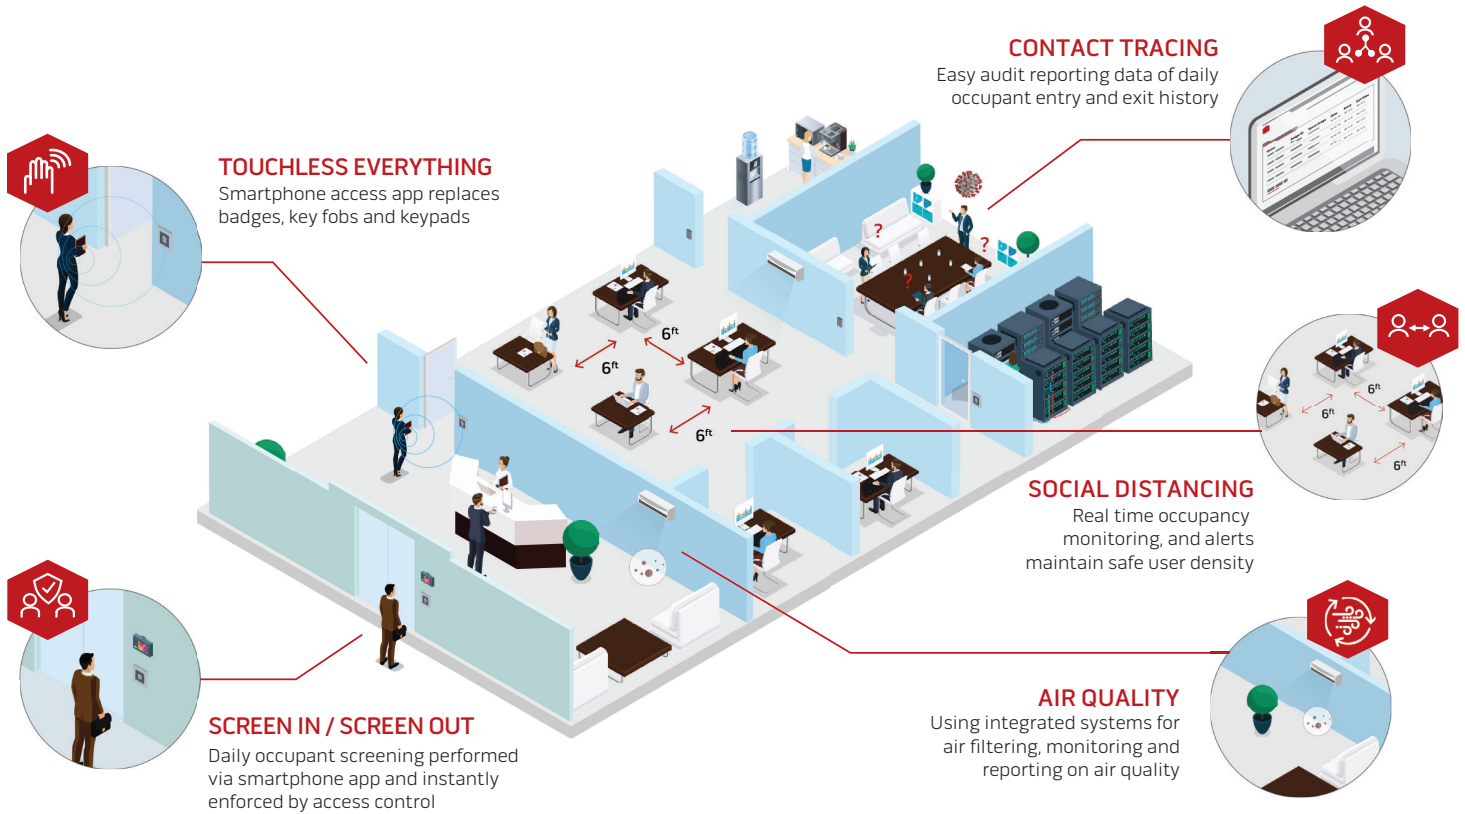 CONTACT TRACING
Easy audit reporting data of daily
occupant entry and exit history
TOUCHLESS EVERYTHING
Smartphone access app replaces
badges, key fobs and keypads
?
?
?
6ft
6ft
6ft
6ft
6ft
6ft
SOCIAL DISTANCING
Real time occupancy
monitoring, and alerts
maintain safe user density
AIR QUALITY
Using integrated systems for
air filtering, monitoring and
reporting on air quality
SCREEN IN / SCREEN OUT
Daily occupant screening performed
via smartphone app and instantly
enforced by access control